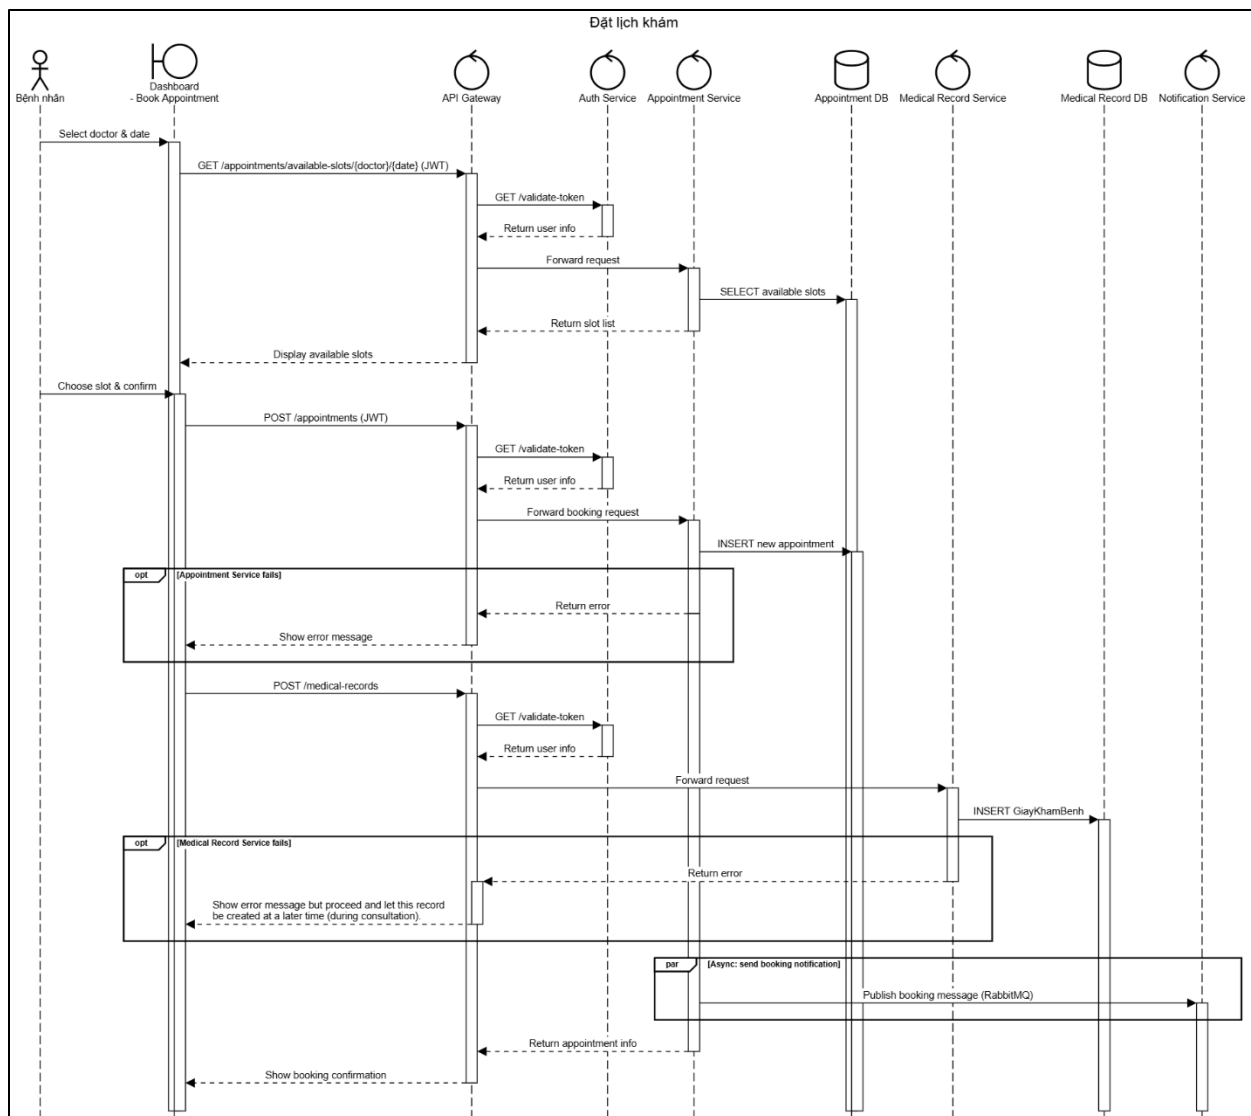 Đặt lịch khám
Bệnh nhân
Dashboard
- Book Appointment
API Gateway
Auth Service
Appointment Service
Appointment DB
Medical Record Service
Medical Record DB
Notification Service
Select doctor & date
GET /appointments/available-slots/{doctor}/{date} (JWT)
GET /validate-token
Return user info
Forward request
SELECT available slots
Return slot list
Display available slots
Choose slot & confirm
POST /appointments (JWT)
GET /validate-token
Return user info
Forward booking request
INSERT new appointment
opt
[Appointment Service fails]
Return error
Show error message
POST /medical-records
GET /validate-token
Return user info
Forward request
INSERT GiayKhamBenh
opt
[Medical Record Service fails]
Return error
Show error message but proceed and let this record
be created at a later time (during consultation).
par
[Async: send booking notification]
Publish booking message (RabbitMQ)
Return appointment info
Show booking confirmation